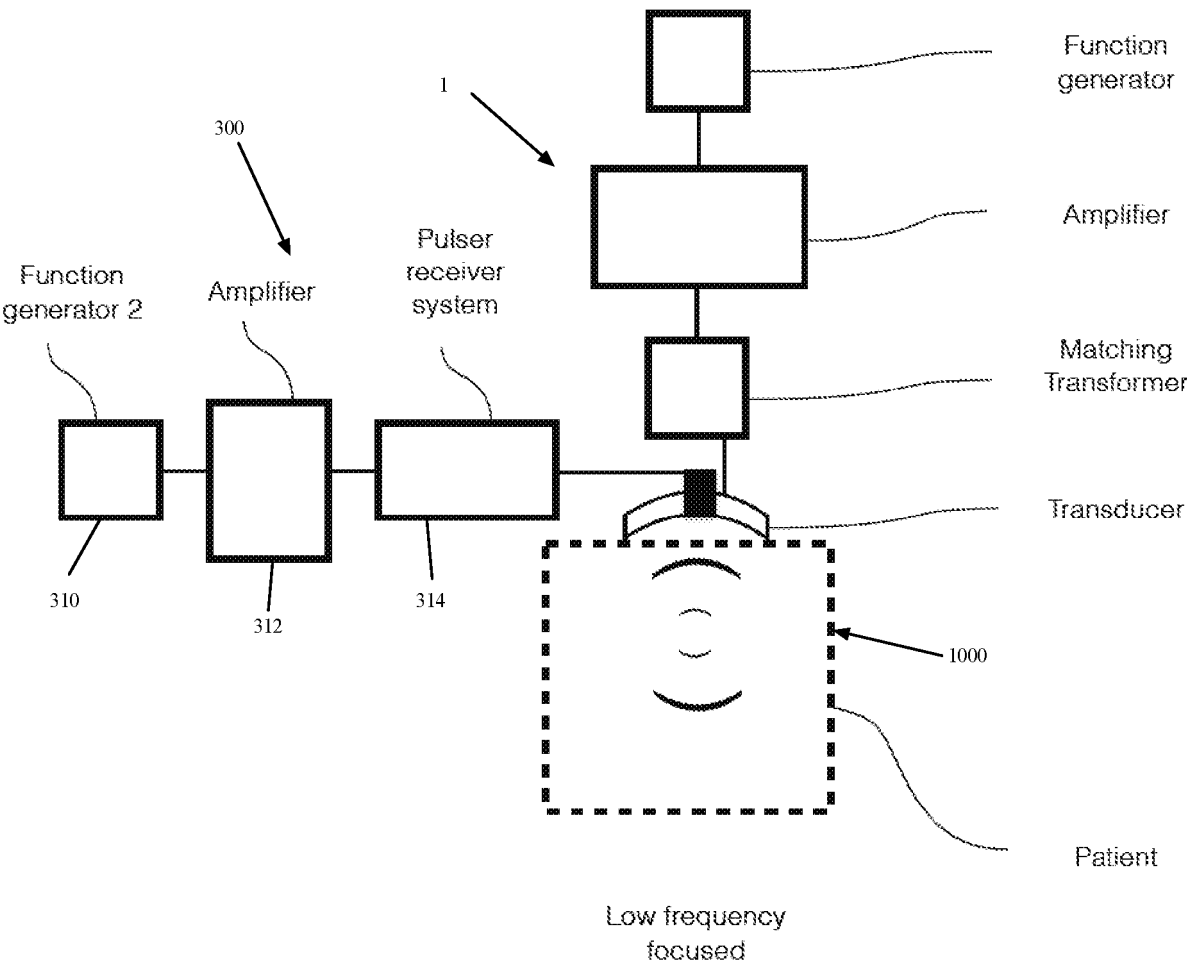 Function
generator
1
300
Amplifier
Pulser
receiver
system
Function
generator 2
Amplifier
Matching
Transformer
Transducer
310
312
314
1000
Patient
Low frequency
focused